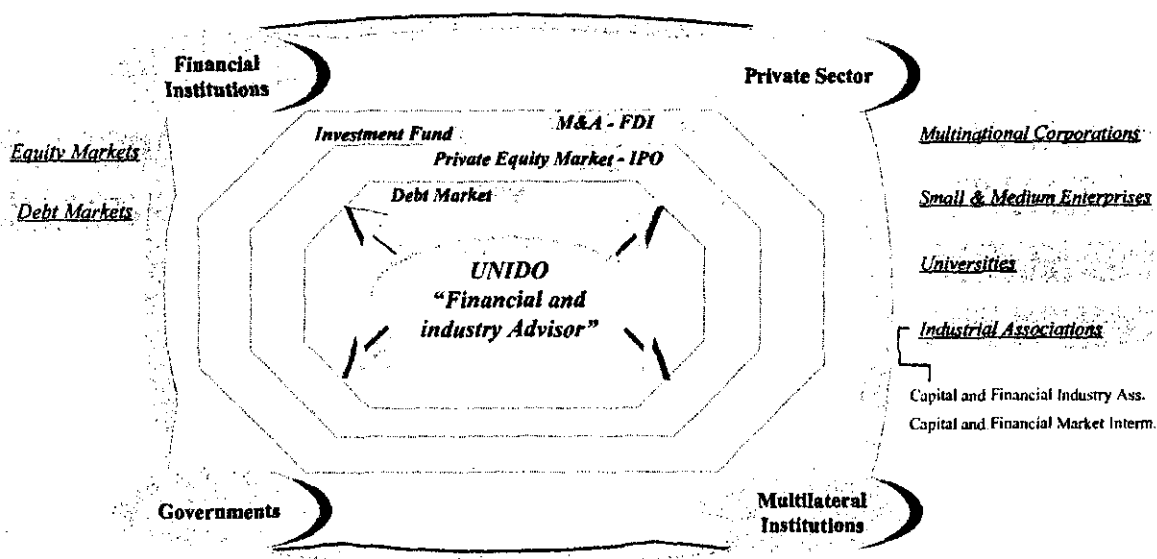 Financial
Institutions
Private Sector
Equity Markets
Debt Markets
Investment Fund
M&A - FDI
Private Equity Market - IPO
Debt Market
UNIDO
“Financial and
industry Advisor”
Multinational Corporations
Small & Medium Enterprises
Universities
Industrial Associations
Capital and Financial Industry Ass.
Capital and Financial Market Interm.
Governments
Multilateral
Institutions